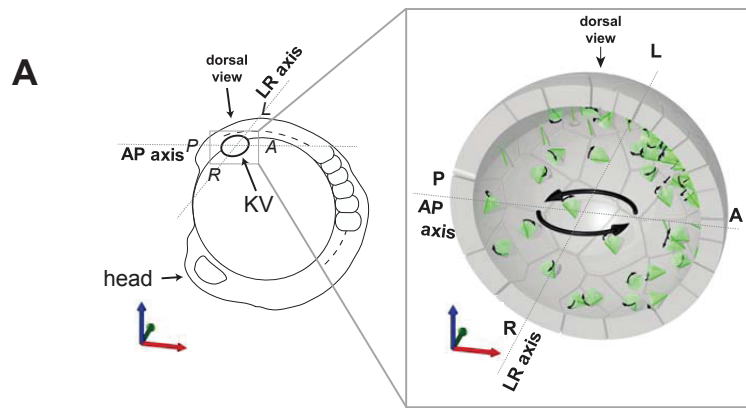 A
dorsal
view
LR axis
L
P
A
AP axis
R
KV
head
dorsal
view
L
P
AP
axis
A
R
LR axis